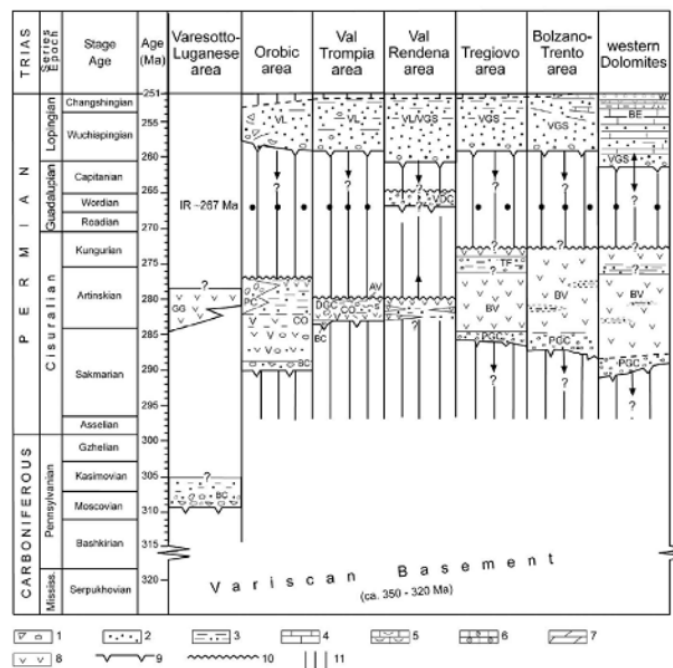 TRIAS
Series Epoch
Stage Age
Age (Ma)
Varesotto-Luganese area
Orobic area
Val Trompia area
Val Rendena area
Tregiovo area
Bolzano-Trento area
western Dolomites
PERMIAN
Lopingian
Guadalupian
Cisuralian
CARBONIFEROUS
Pennsylvanian
Mississ.
Changshingian
Wuchiapingian
Capitanian
Wordian
Roadian
Kungurian
Artinskian
Sakmarian
Asselian
Gzhelian
Kasimovian
Moscovian
Bashkirian
Serpukhovian
251
255
260
265
270
275
280
285
290
295
300
305
310
315
320
IR –267 Ma
?
GG
?
BC
VL
?
PC
CO
BC
VL
?
AV
DGC
CO
BC
VL/VGS
?
VDC
?
?
VGS
?
?
TF
?
BV
PGC
?
VGS
?
?
BV
PGC
?
W
BE
VGS
?
?
?
BV
PGC
?
Variscan Basement
(ca. 350 - 320 Ma)
1
2
3
4
5
6
7
8
9
10
11